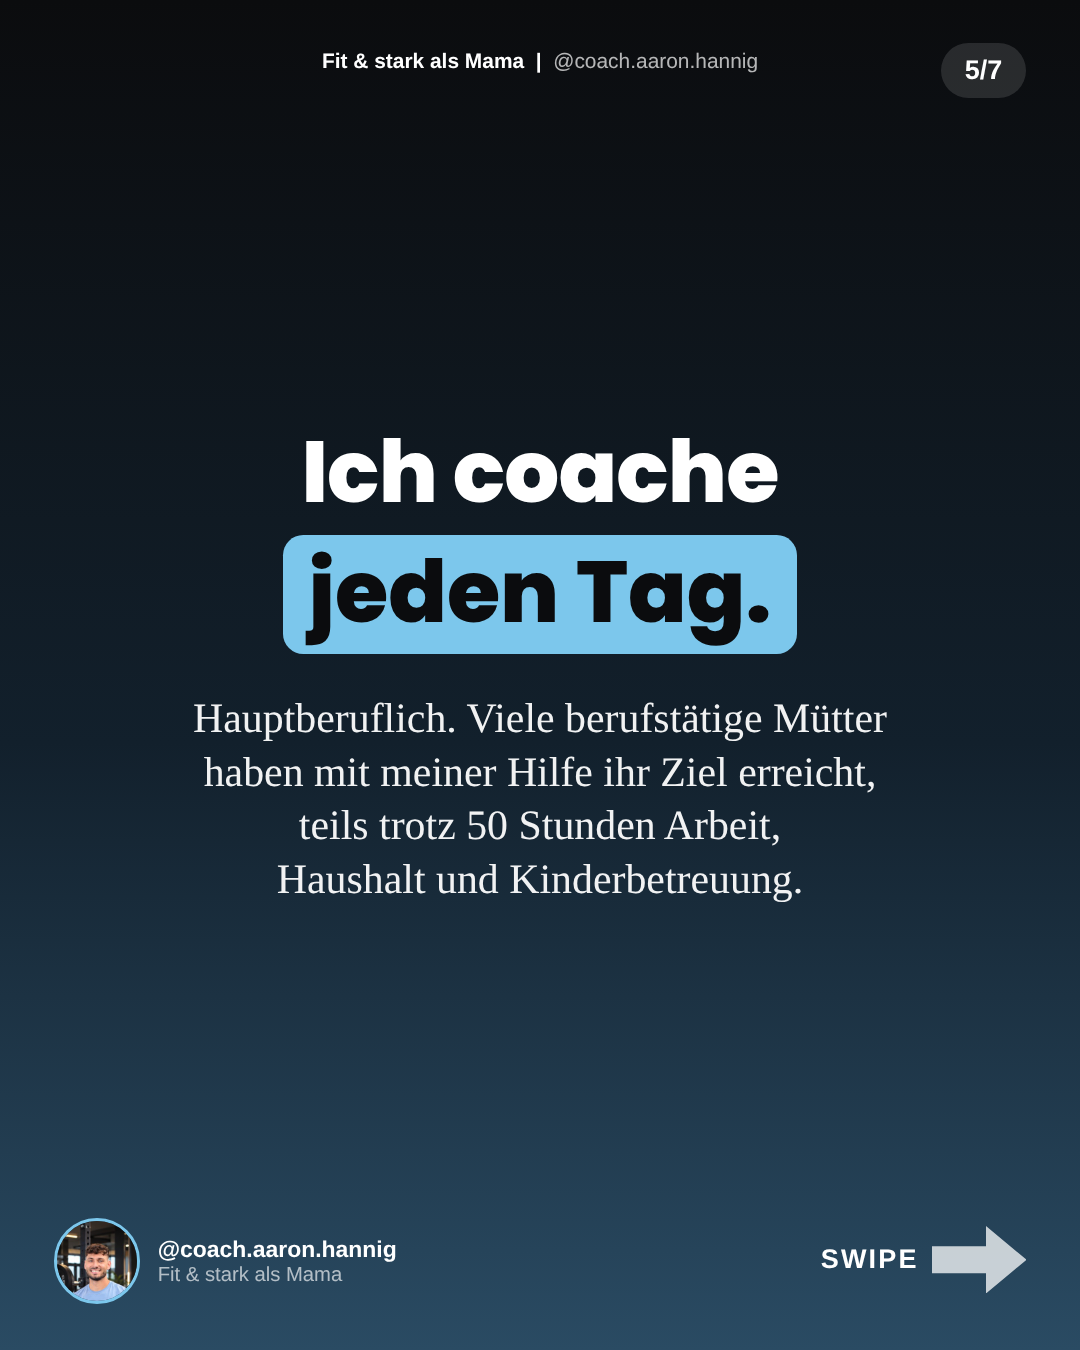 Fit & stark als Mama | @coach.aaron.hannig
5/7
Ich coache
jeden Tag.
Hauptberuflich. Viele berufstätige Mütter
haben mit meiner Hilfe ihr Ziel erreicht,
teils trotz 50 Stunden Arbeit,
Haushalt und Kinderbetreuung.
@coach.aaron.hannig
Fit & stark als Mama
SWIPE